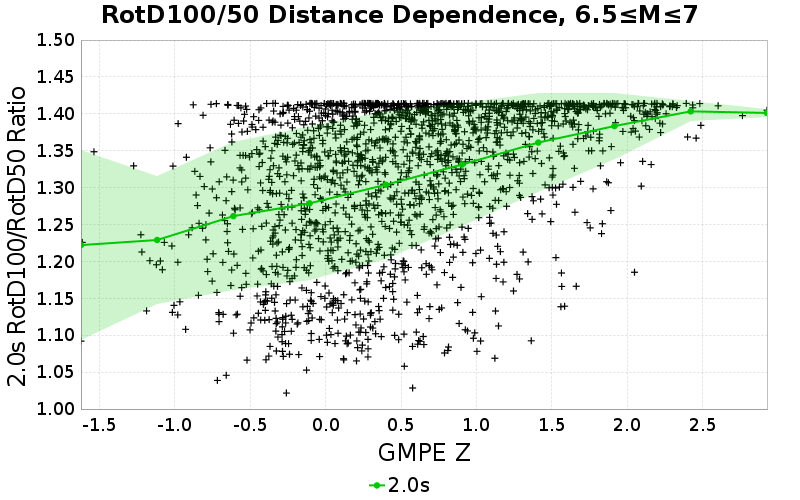 RotD100/50 Distance Dependence, 6.5≤M≤7
2.0s RotD100/RotD50 Ratio
1.50
1.45
1.40
1.35
1.30
1.25
1.20
1.15
1.10
1.05
1.00
-1.5 -1.0 -0.5 0.0 0.5 1.0 1.5 2.0 2.5
GMPE Z
2.0s